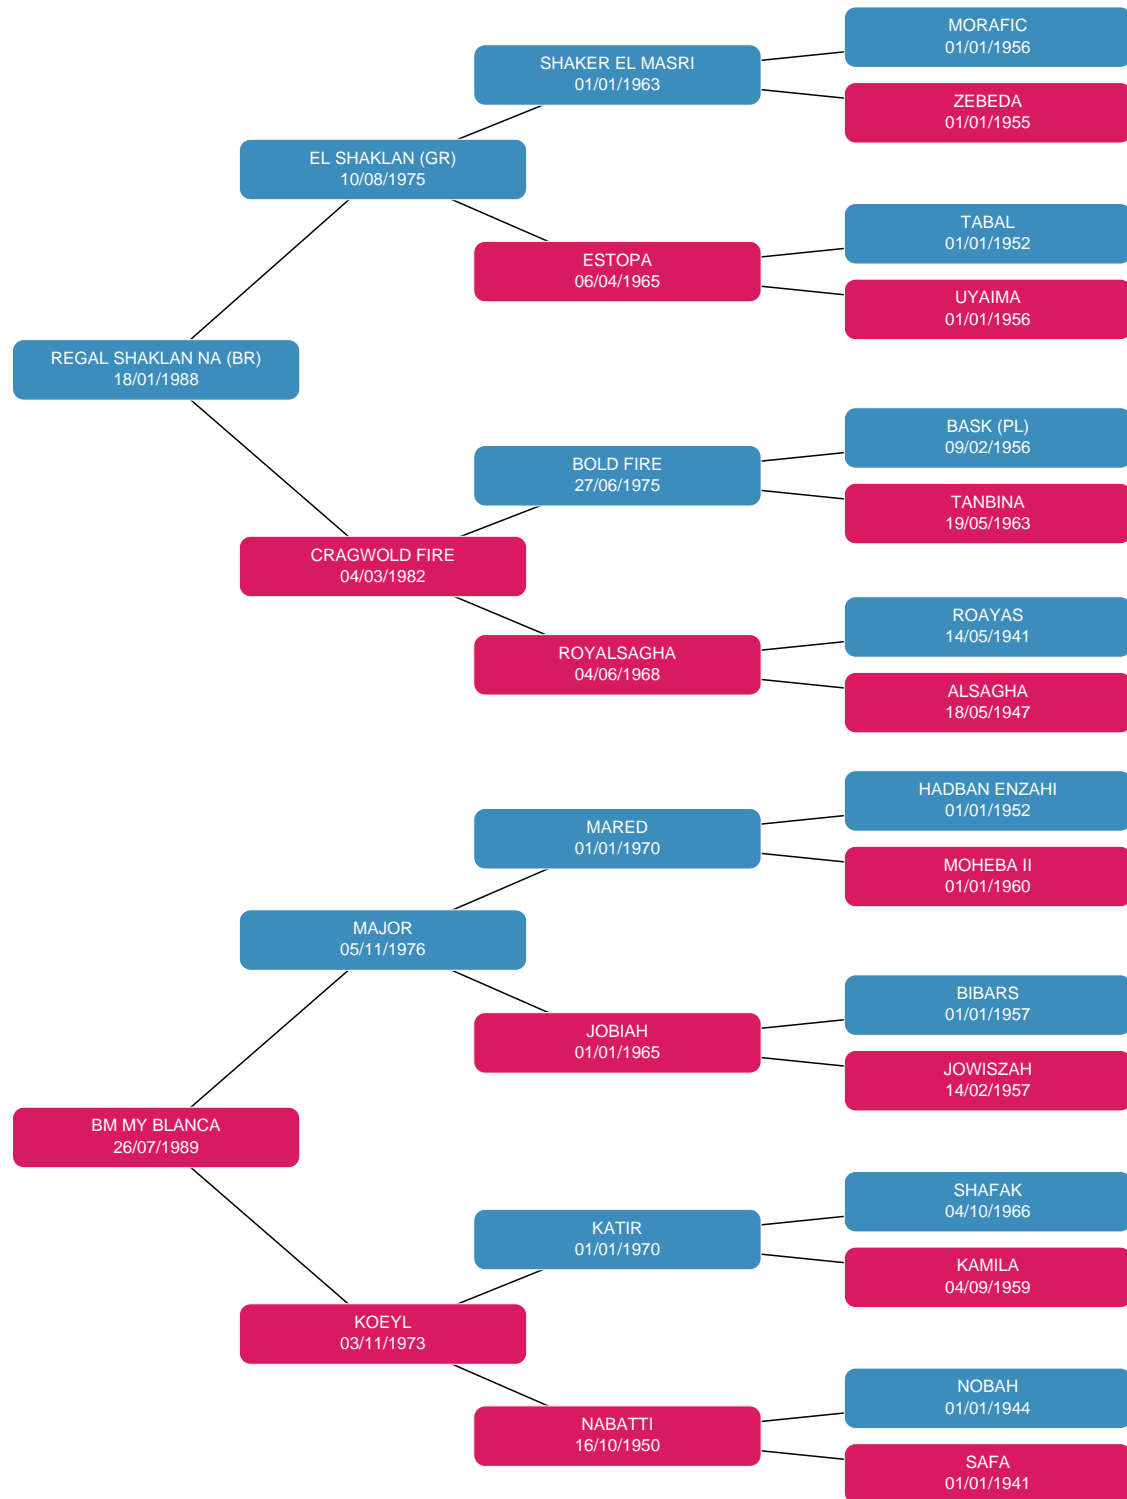 MORAFIC
01/01/1956
SHAKER EL MASRI
01/01/1963
ZEBEDA
01/01/1955
EL SHAKLAN (GR)
10/08/1975
TABAL
01/01/1952
ESTOPA
06/04/1965
UYAIMA
01/01/1956
REGAL SHAKLAN NA (BR)
18/01/1988
BASK (PL)
09/02/1956
BOLD FIRE
27/06/1975
TANBINA
19/05/1963
CRAGWOLD FIRE
04/03/1982
ROAYAS
14/05/1941
ROYALSAGHA
04/06/1968
ALSAGHA
18/05/1947
HADBAN ENZAHI
01/01/1952
MARED
01/01/1970
MOHEBA II
01/01/1960
MAJOR
05/11/1976
BIBARS
01/01/1957
JOBIAH
01/01/1965
JOWISZAH
14/02/1957
BM MY BLANCA
26/07/1989
SHAFAK
04/10/1966
KATIR
01/01/1970
KAMILA
04/09/1959
KOEYL
03/11/1973
NOBAH
01/01/1944
NABATTI
16/10/1950
SAFA
01/01/1941